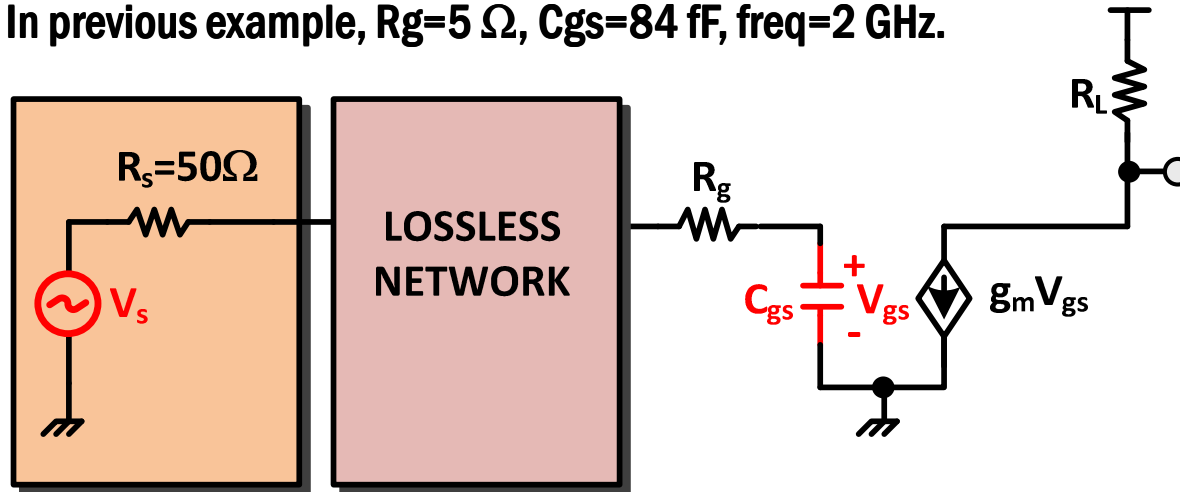 In previous example, Rg=5 Ω, Cgs=84 fF, freq=2 GHz.
RL
Rs=50Ω
Rg
LOSSLESS
NETWORK
Vs
Cgs
+
Vgs
-
gmVgs